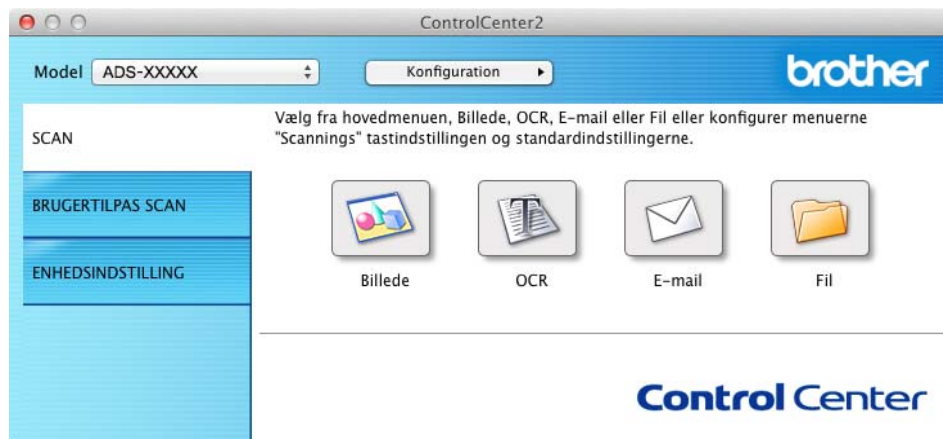 ControlCenter2
Model ADS-XXXXX Konfiguration brother
SCAN
BRUGERTILPAS SCAN
ENHEDSINDSTILLING
Vælg fra hovedmenuen, Billede, OCR, E-mail eller Fil eller konfigurer menuerne
"Scannings" tastindstillingen og standardindstillingerne.
Billede OCR E-mail Fil
Control Center